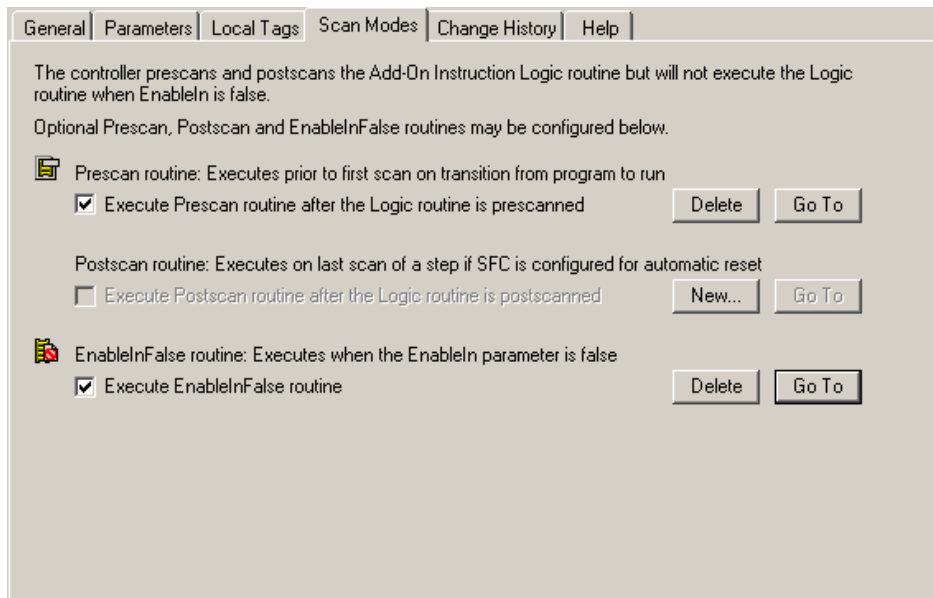 General Parameters Local Tags Scan Modes Change History Help
The controller prescans and postscans the Add-On Instruction Logic routine but will not execute the Logic
routine when EnableIn is false.
Optional Prescan, Postscan and EnableInFalse routines may be configured below.
Prescan routine: Executes prior to first scan on transition from program to run
Execute Prescan routine after the Logic routine is prescanned Delete Go To
Postscan routine: Executes on last scan of a step if SFC is configured for automatic reset
Execute Postscan routine after the Logic routine is postscanned New... Go To
EnableInFalse routine: Executes when the EnableIn parameter is false
Execute EnableInFalse routine Delete Go To